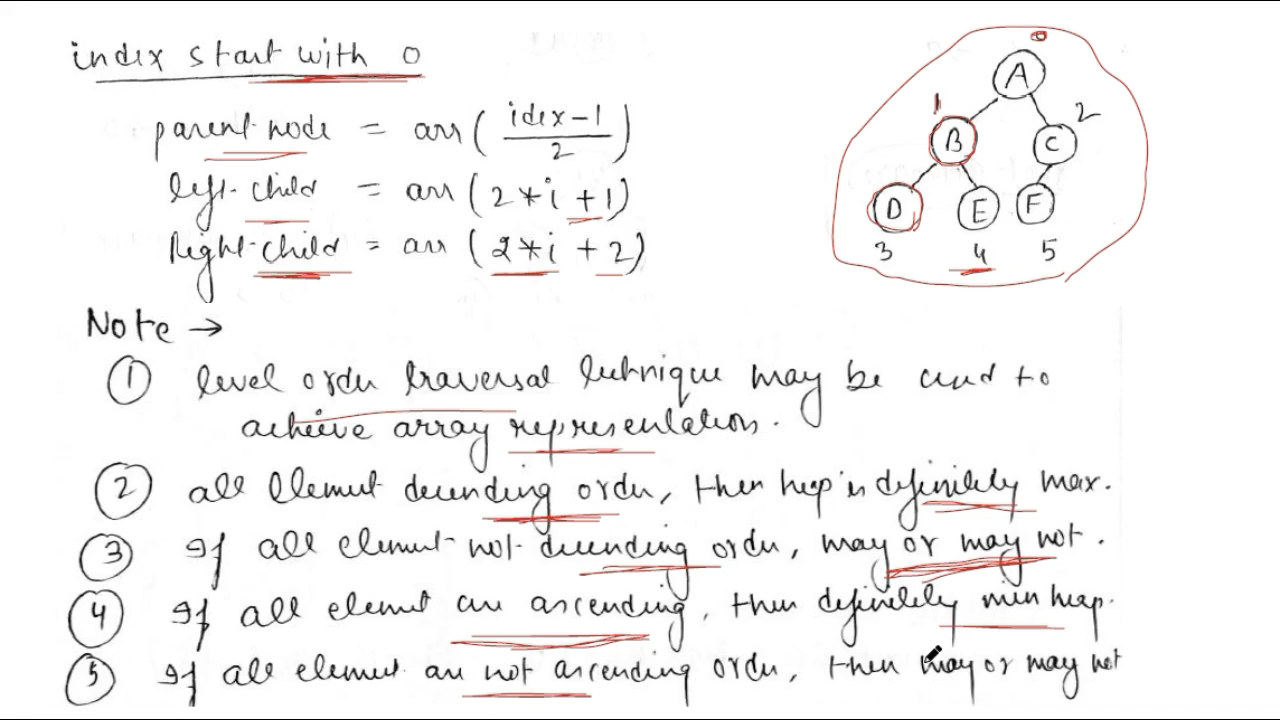 index start with 0
parent node = arr ( idex-1 / 2 )
left-child = arr (2*i +1)
Right-child = arr (2*i + 2)
0
A
1
2
B
C
D
E
F
3
4
5
Note →
① level order traversal technique may be used to
achieve array representation.
② all Element decending order, then heap is definitely max.
③ If all element not decending order, may or may not.
④ If all element are ascending, then definitely min heap.
⑤ If all element are not ascending order, then may or may not